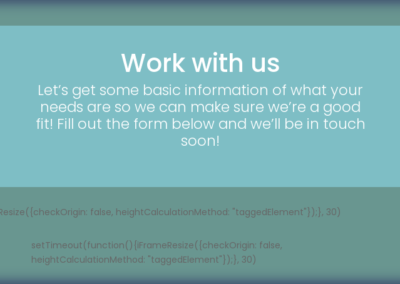 Work with us
Let's get some basic information of what your
needs are so we can make sure we're a good
fit! Fill out the form below and we'll be in touch
soon!
Resize({checkOrigin: false, heightCalculationMethod: "taggedElement"});}, 30)
setTimeout(function(){iFrameResize({checkOrigin: false,
heightCalculationMethod: "taggedElement"});}, 30)